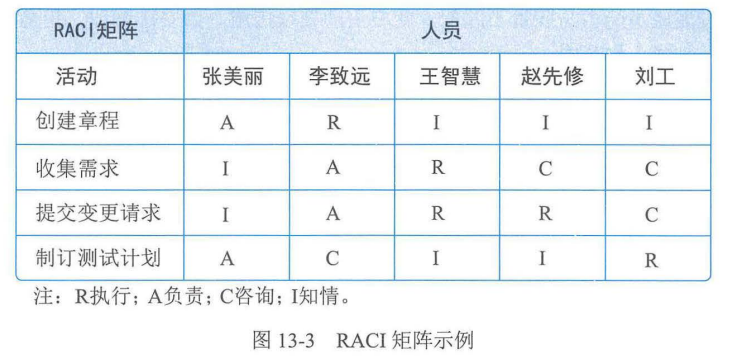 RACI矩阵 人员
活动 张美丽 李致远 王智慧 赵先修 刘工
创建章程 A R I I I
收集需求 I A R C C
提交变更请求 I A R R C
制订测试计划 A C I I R
注：R执行；A负责；C咨询；I知情。
图 13-3 RACI 矩阵示例